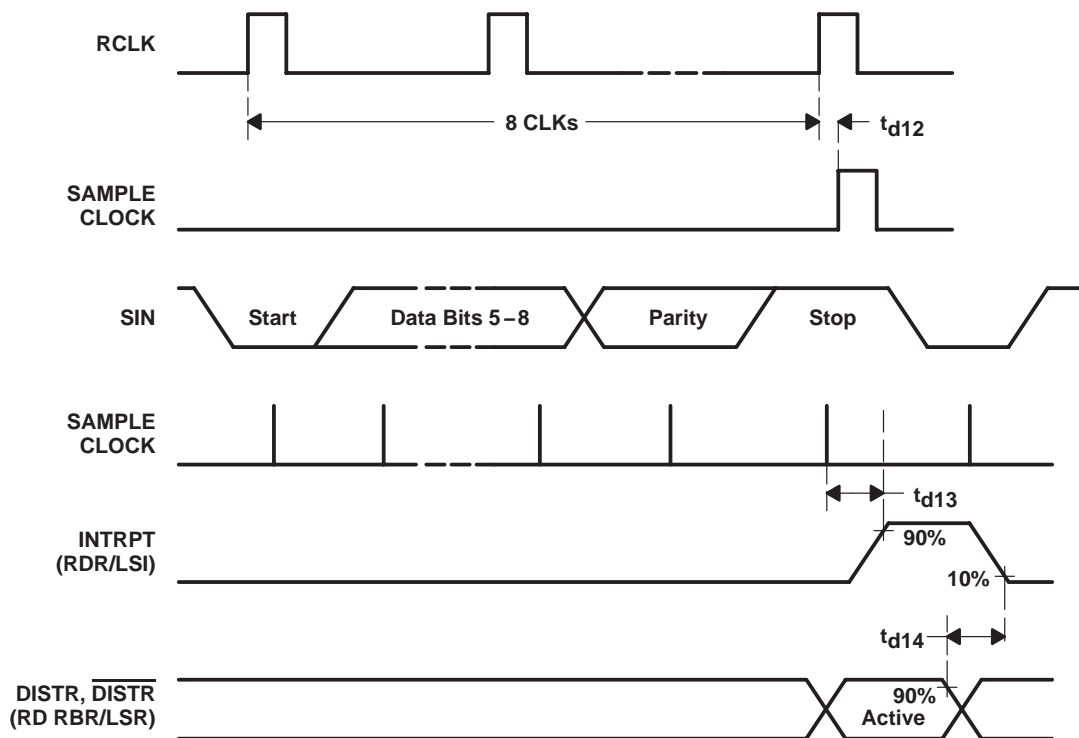 RCLK
8 CLKs
td12
SAMPLE
CLOCK
SIN
Start
Data Bits 5–8
Parity
Stop
SAMPLE
CLOCK
td13
INTRPT
(RDR/LSI)
90%
10%
td14
DISTR, DISTR
(RD RBR/LSR)
90%
Active